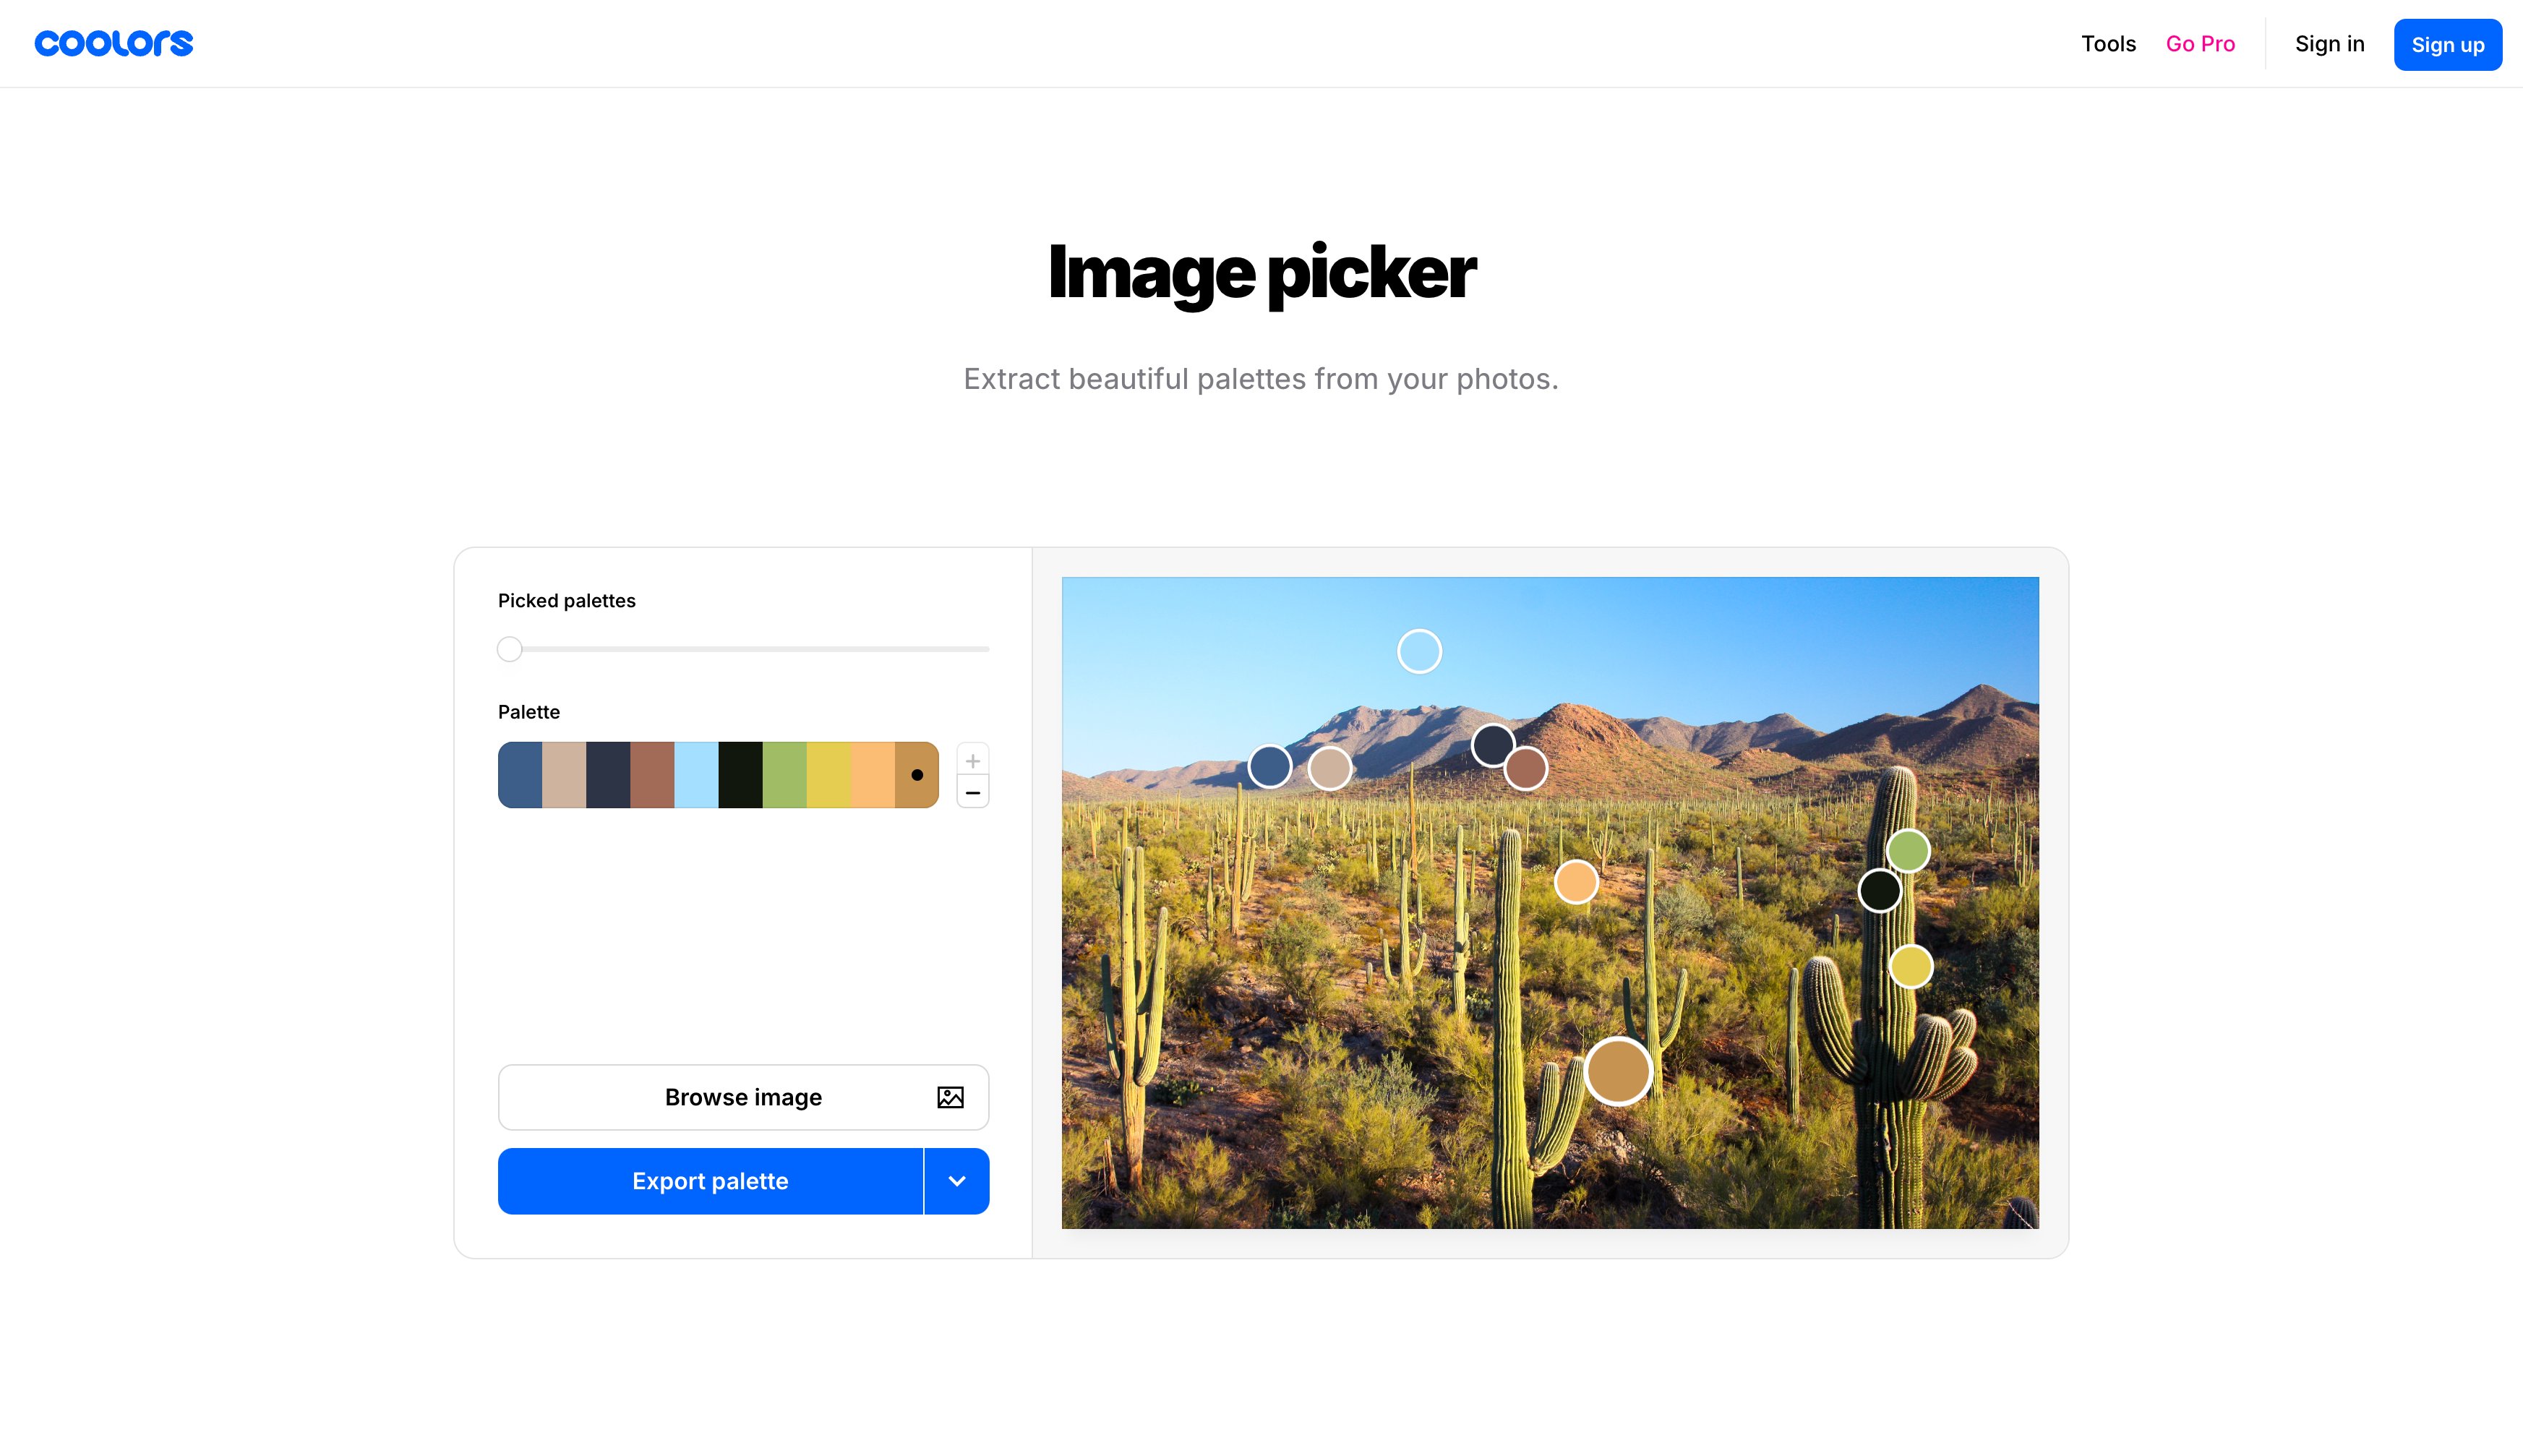 coolors
Tools Go Pro Sign in Sign up
Image picker
Extract beautiful palettes from your photos.
Picked palettes
Palette
Browse image
Export palette